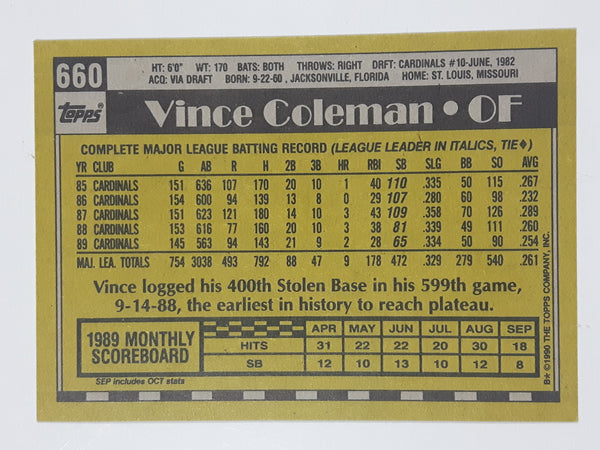 660
HT: 6'0" WT: 170 BATS: BOTH THROWS: RIGHT DRFT: CARDINALS #10-JUNE, 1982
ACQ: VIA DRAFT BORN: 9-22-60, JACKSONVILLE, FLORIDA HOME: ST. LOUIS, MISSOURI
Topps
Vince Coleman • OF
COMPLETE MAJOR LEAGUE BATTING RECORD (LEAGUE LEADER IN ITALICS, TIE♦)
YR CLUB G AB R H 2B 3B HR RBI SB SLG BB SO AVG
85 CARDINALS 151 636 107 170 20 10 1 40 110 .335 50 115 .267
86 CARDINALS 154 600 94 139 13 8 0 29 107 .280 60 98 .232
87 CARDINALS 151 623 121 180 14 10 3 43 109 .358 70 126 .289
88 CARDINALS 153 616 77 160 20 10 3 38 81 .339 49 111 .260
89 CARDINALS 145 563 94 143 21 9 2 28 65 .334 50 90 .254
MAJ. LEA. TOTALS 754 3038 493 792 88 47 9 178 472 .329 279 540 .261
Vince logged his 400th Stolen Base in his 599th game,
9-14-88, the earliest in history to reach plateau.
1989 MONTHLY
SCOREBOARD
APR MAY JUN JUL AUG SEP
HITS 31 22 22 20 30 18
SB 12 10 13 10 12 8
SEP includes OCT stats
B* © 1990 THE TOPPS COMPANY, INC.